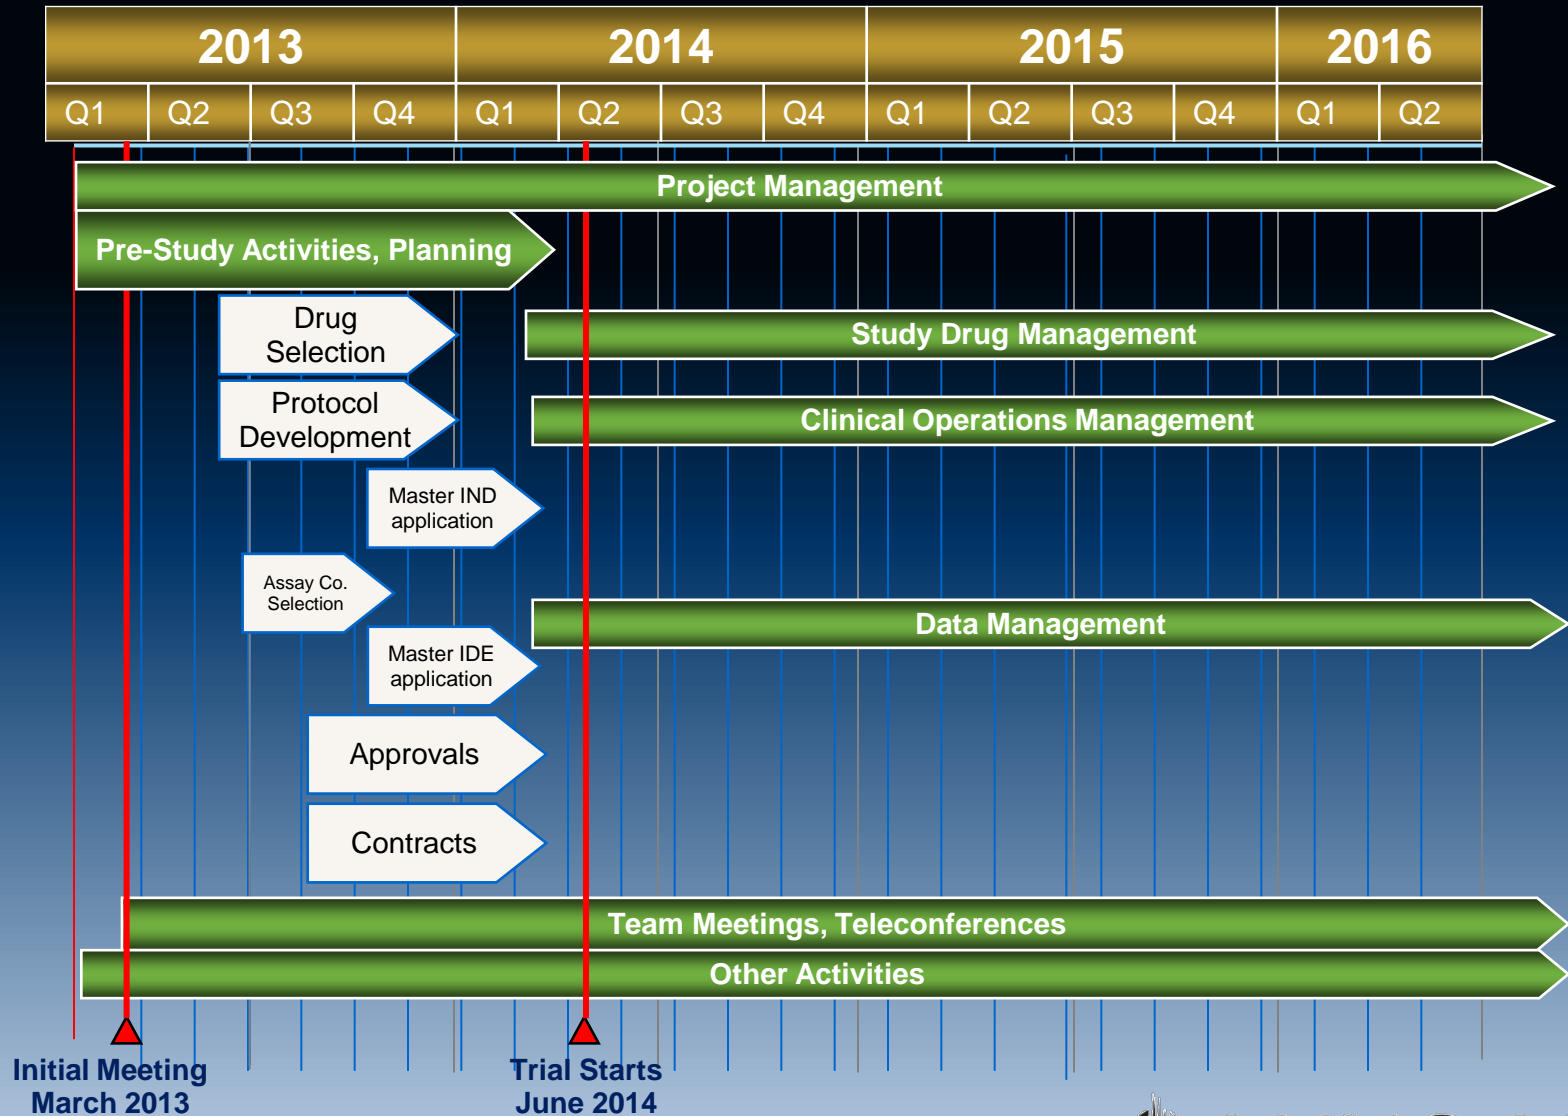 2013 2014 2015 2016
Q1 Q2 Q3 Q4 Q1 Q2 Q3 Q4 Q1 Q2 Q3 Q4 Q1 Q2
Project Management
Pre-Study Activities, Planning
Drug
Selection
Study Drug Management
Protocol
Development
Clinical Operations Management
Master IND
application
Assay Co.
Selection
Data Management
Master IDE
application
Approvals
Contracts
Team Meetings, Teleconferences
Other Activities
Initial Meeting
March 2013
Trial Starts
June 2014